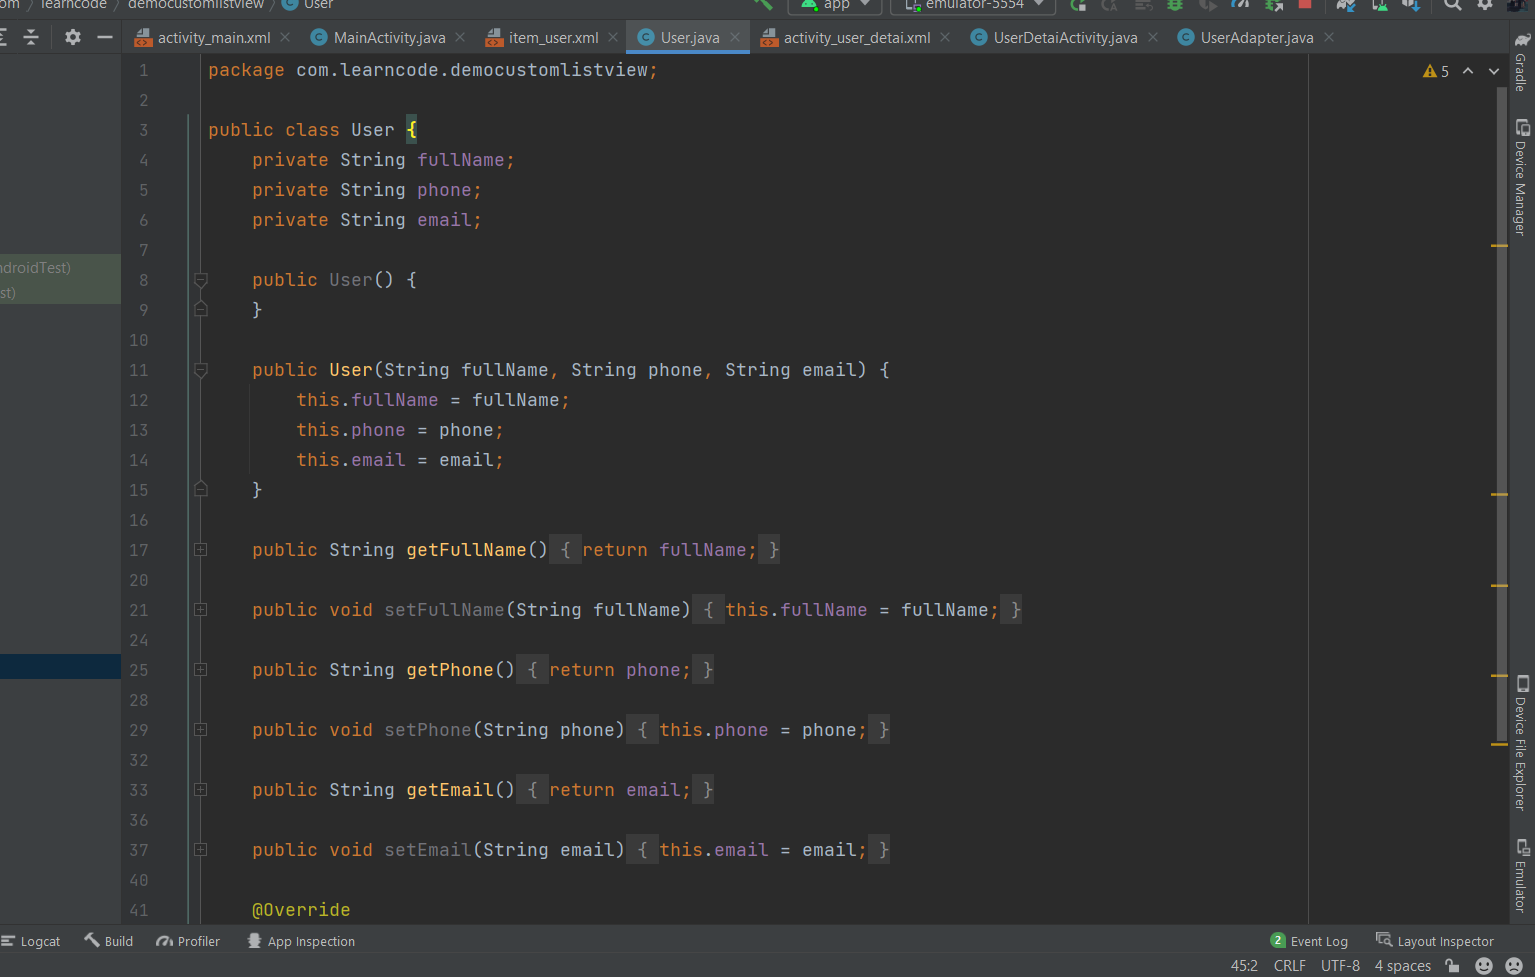 om 〉 learncode 〉 democustomlistview 〉 C User
app emulator-5554
activity_main.xml MainActivity.java item_user.xml User.java activity_user_detai.xml UserDetaiActivity.java UserAdapter.java
1 package com.learncode.democustomlistview; 5
2
3 public class User {
4 private String fullName;
5 private String phone;
6 private String email;
7
ndroidTest)
8 public User() {
st)
9 }
10
11 public User(String fullName, String phone, String email) {
12 this.fullName = fullName;
13 this.phone = phone;
14 this.email = email;
15 }
16
17 public String getFullName() { return fullName; }
20
21 public void setFullName(String fullName) { this.fullName = fullName; }
24
25 public String getPhone() { return phone; }
28
29 public void setPhone(String phone) { this.phone = phone; }
32
33 public String getEmail() { return email; }
36
37 public void setEmail(String email) { this.email = email; }
40
41 @Override
Gradle
Device Manager
Device File Explorer
Emulator
Logcat Build Profiler App Inspection 2 Event Log Layout Inspector
45:2 CRLF UTF-8 4 spaces